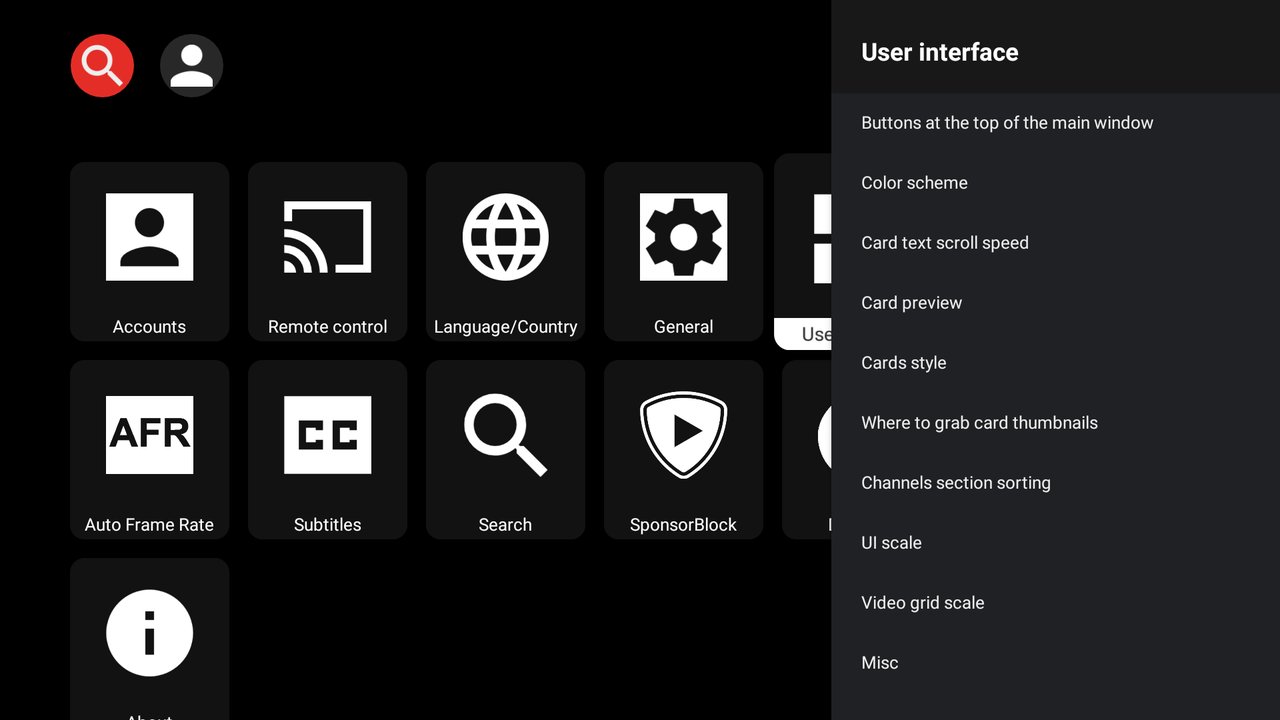 User interface
Buttons at the top of the main window
Color scheme
Card text scroll speed
Card preview
Cards style
Where to grab card thumbnails
Channels section sorting
UI scale
Video grid scale
Misc
Accounts
Remote control
Language/Country
General
Use
AFR
CC
Auto Frame Rate
Subtitles
Search
SponsorBlock
About